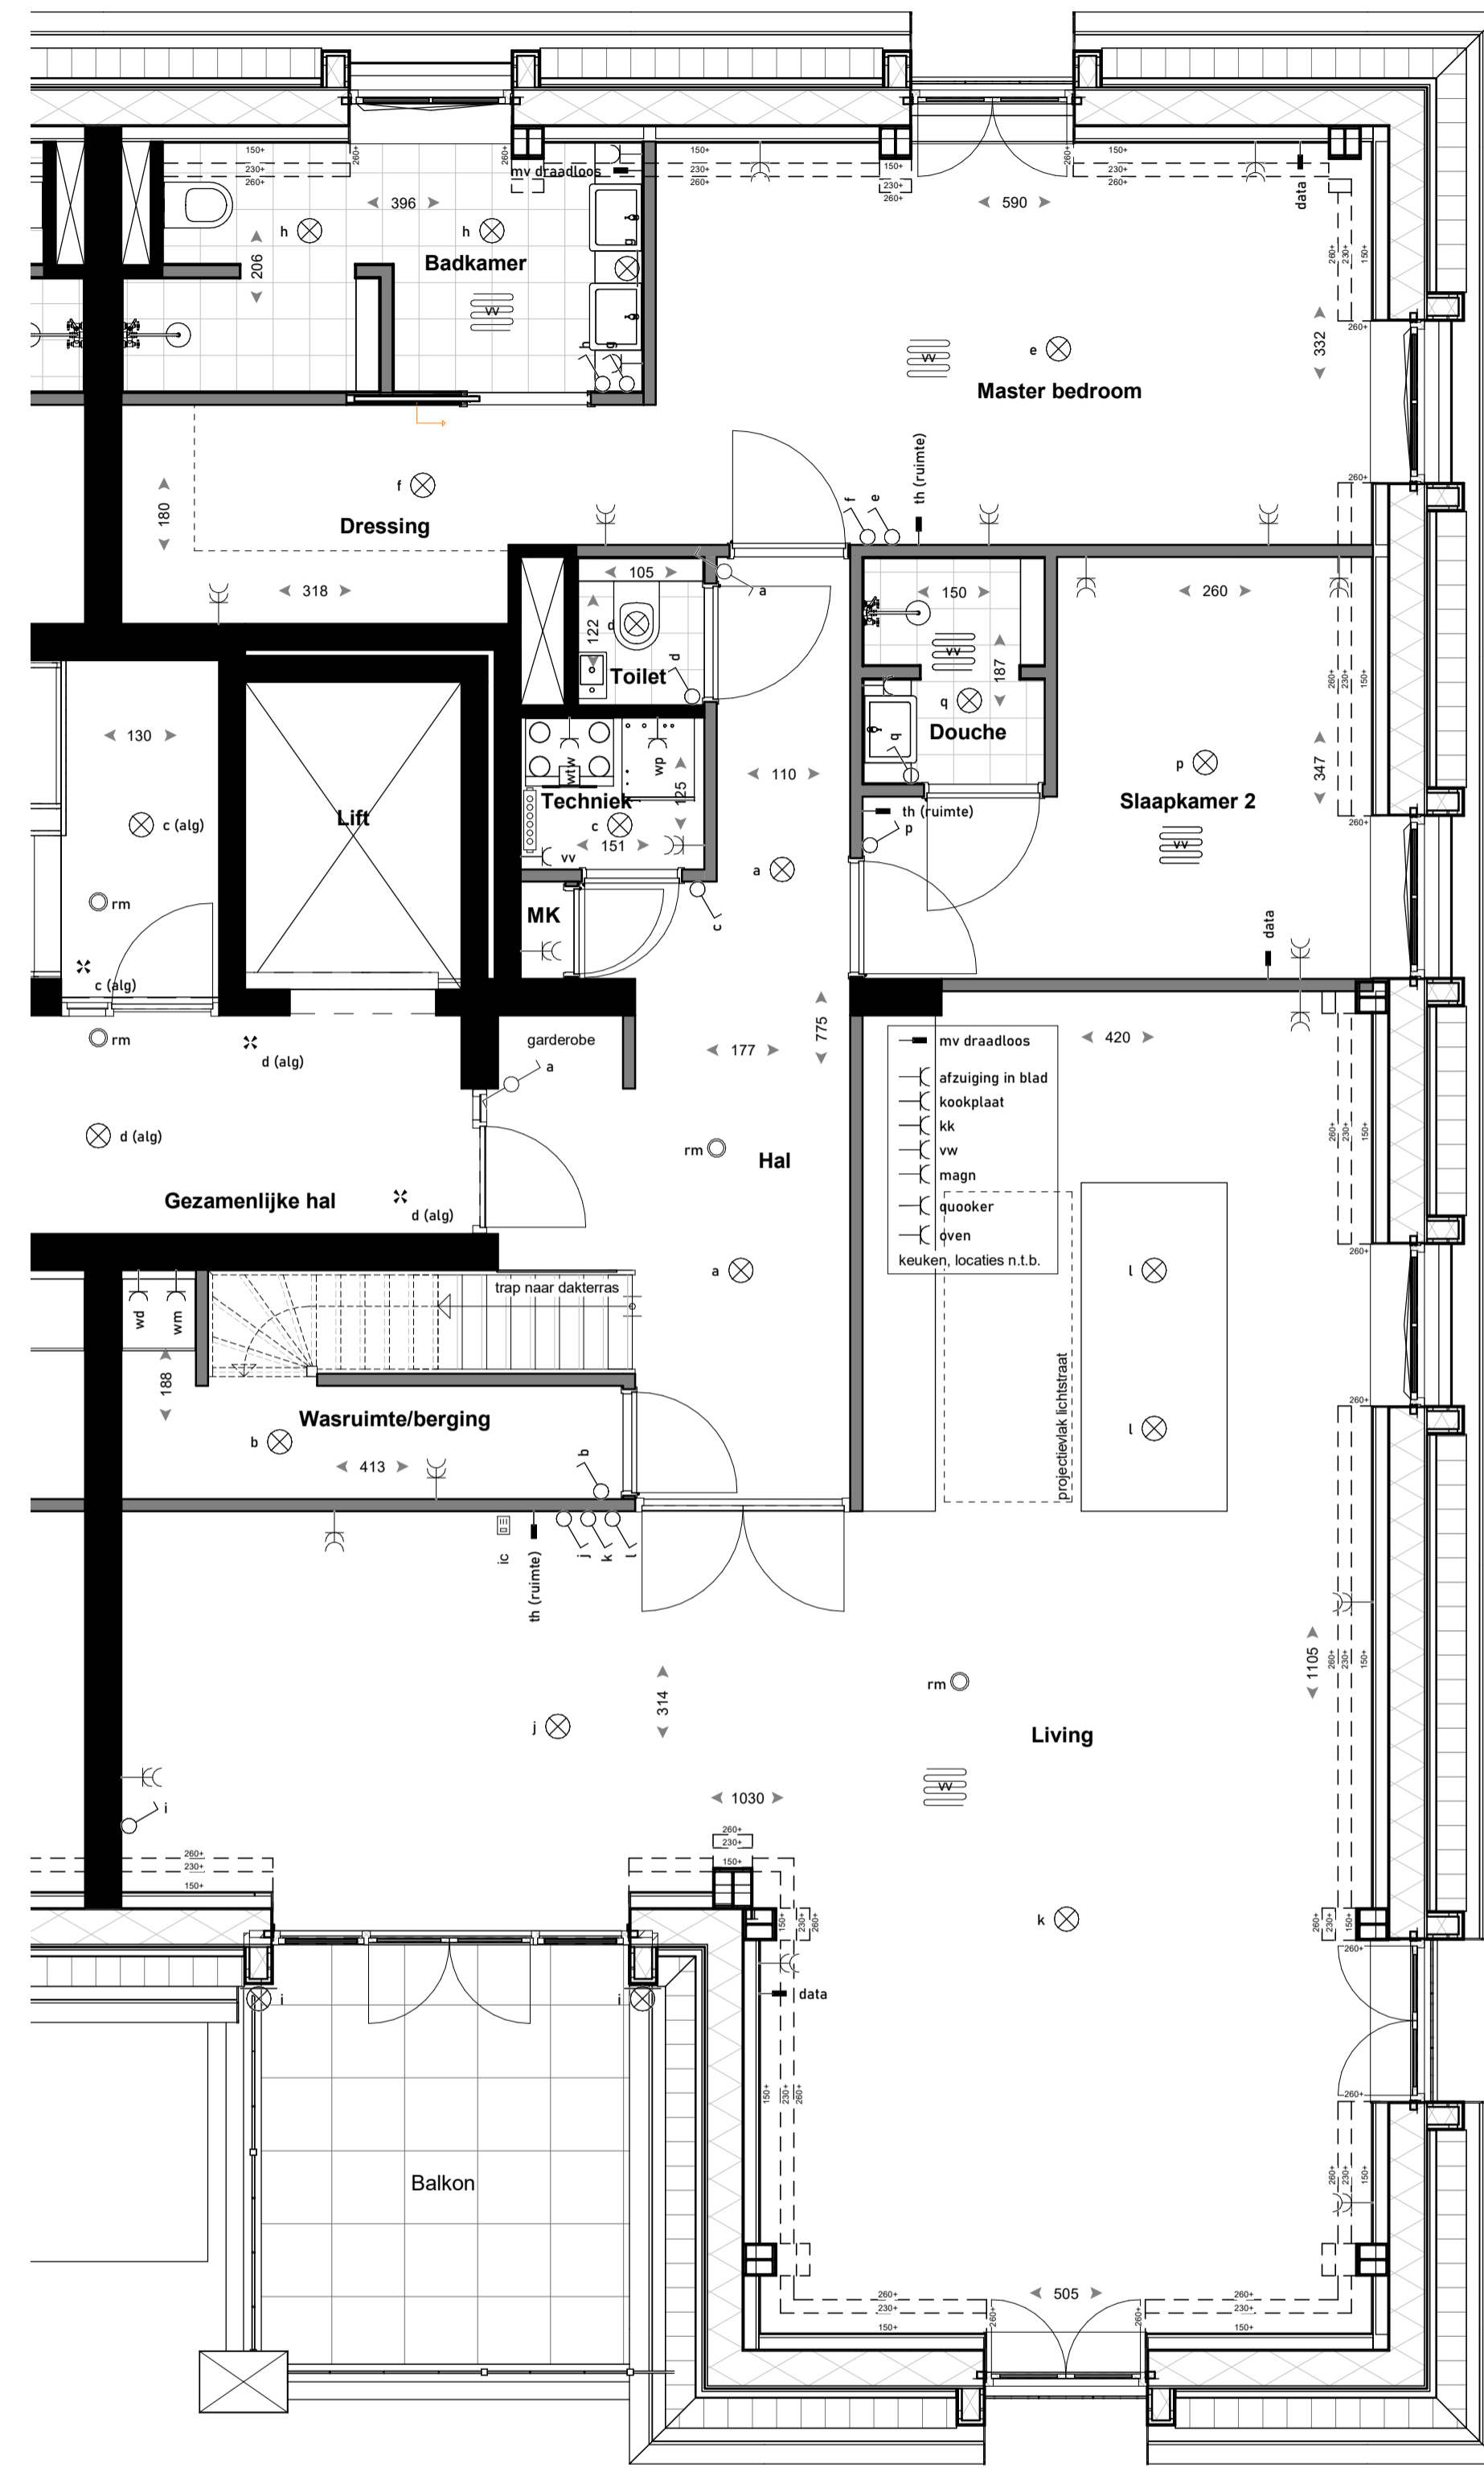 150+
230+
260+
260+
260+
mv draadloos
150+
230+
260+
150+
230+
260+
260+
150+
230+
260+
data
396
590
h
h
206
Badkamer
g
vv
h
g
260+
230+
150+
260+
332
e
vv
Master bedroom
260+
f
180
Dressing
318
f
e
th (ruimte)
105
a
122
d
d
Toilet
150
vv
187
q
Douche
q
260
260+
230+
150+
130
c (alg)
Lift
rm
c (alg)
wtw
wp
125
Techniek
c
151
vv
MK
c
110
a
th (ruimte)
p
p
347
Slaapkamer 2
vv
260+
data
rm
d (alg)
d (alg)
Gezamenlijke hal
d (alg)
garderobe
a
177
775
rm
Hal
a
mv draadloos
afzuiging in blad
kookplaat
kk
vw
magn
quooker
oven
keuken, locaties n.t.b.
420
260+
230+
150+
260+
l
l
projectievlak lichtstraat
260+
wd
wm
188
trap naar dakterras
Wasruimte/berging
b
413
b
ic
th (ruimte)
j
k
l
260+
230+
150+
1105
314
rm
j
Living
vv
1030
i
260+
230+
150+
260+
230+
150+
150+
230+
260+
k
260+
230+
150+
260+
i
i
data
150+
230+
260+
260+
Balkon
260+
230+
150+
505
260+
230+
150+
260+
260+
260+
230+
150+